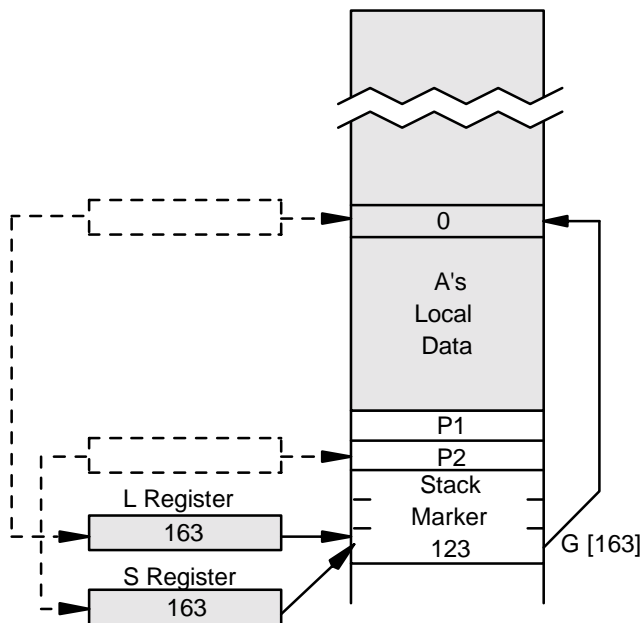 0
A's
Local
Data
P1
P2
Stack
Marker
123
G [163]
L Register
163
S Register
163